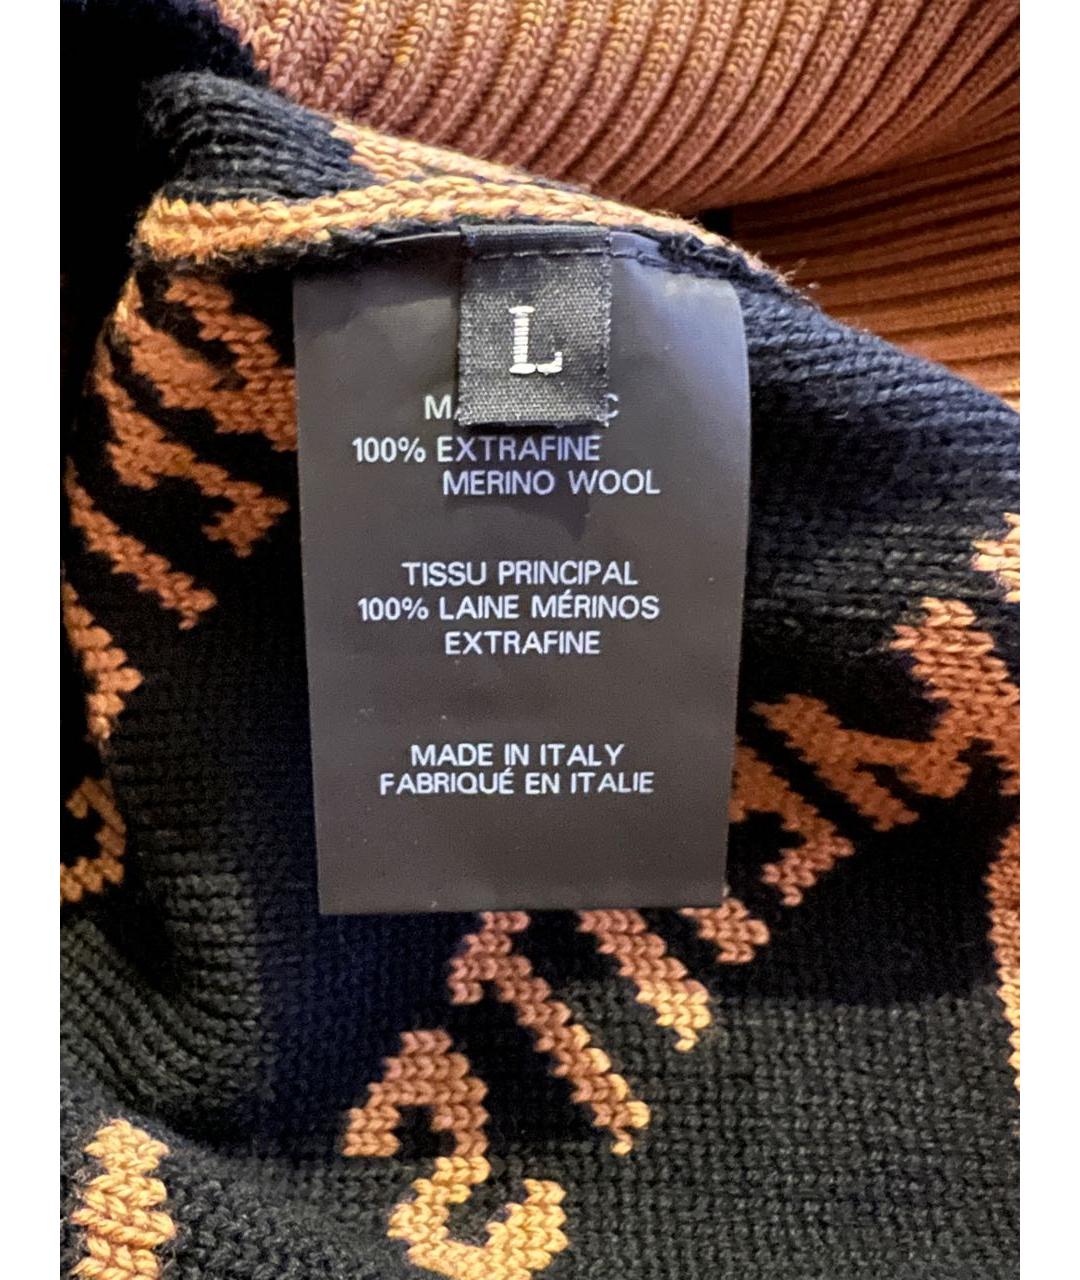 L
100% EXTRAFINE
MERINO WOOL
TISSU PRINCIPAL
100% LAINE MÉRINOS
EXTRAFINE
MADE IN ITALY
FABRIQUÉ EN ITALIE